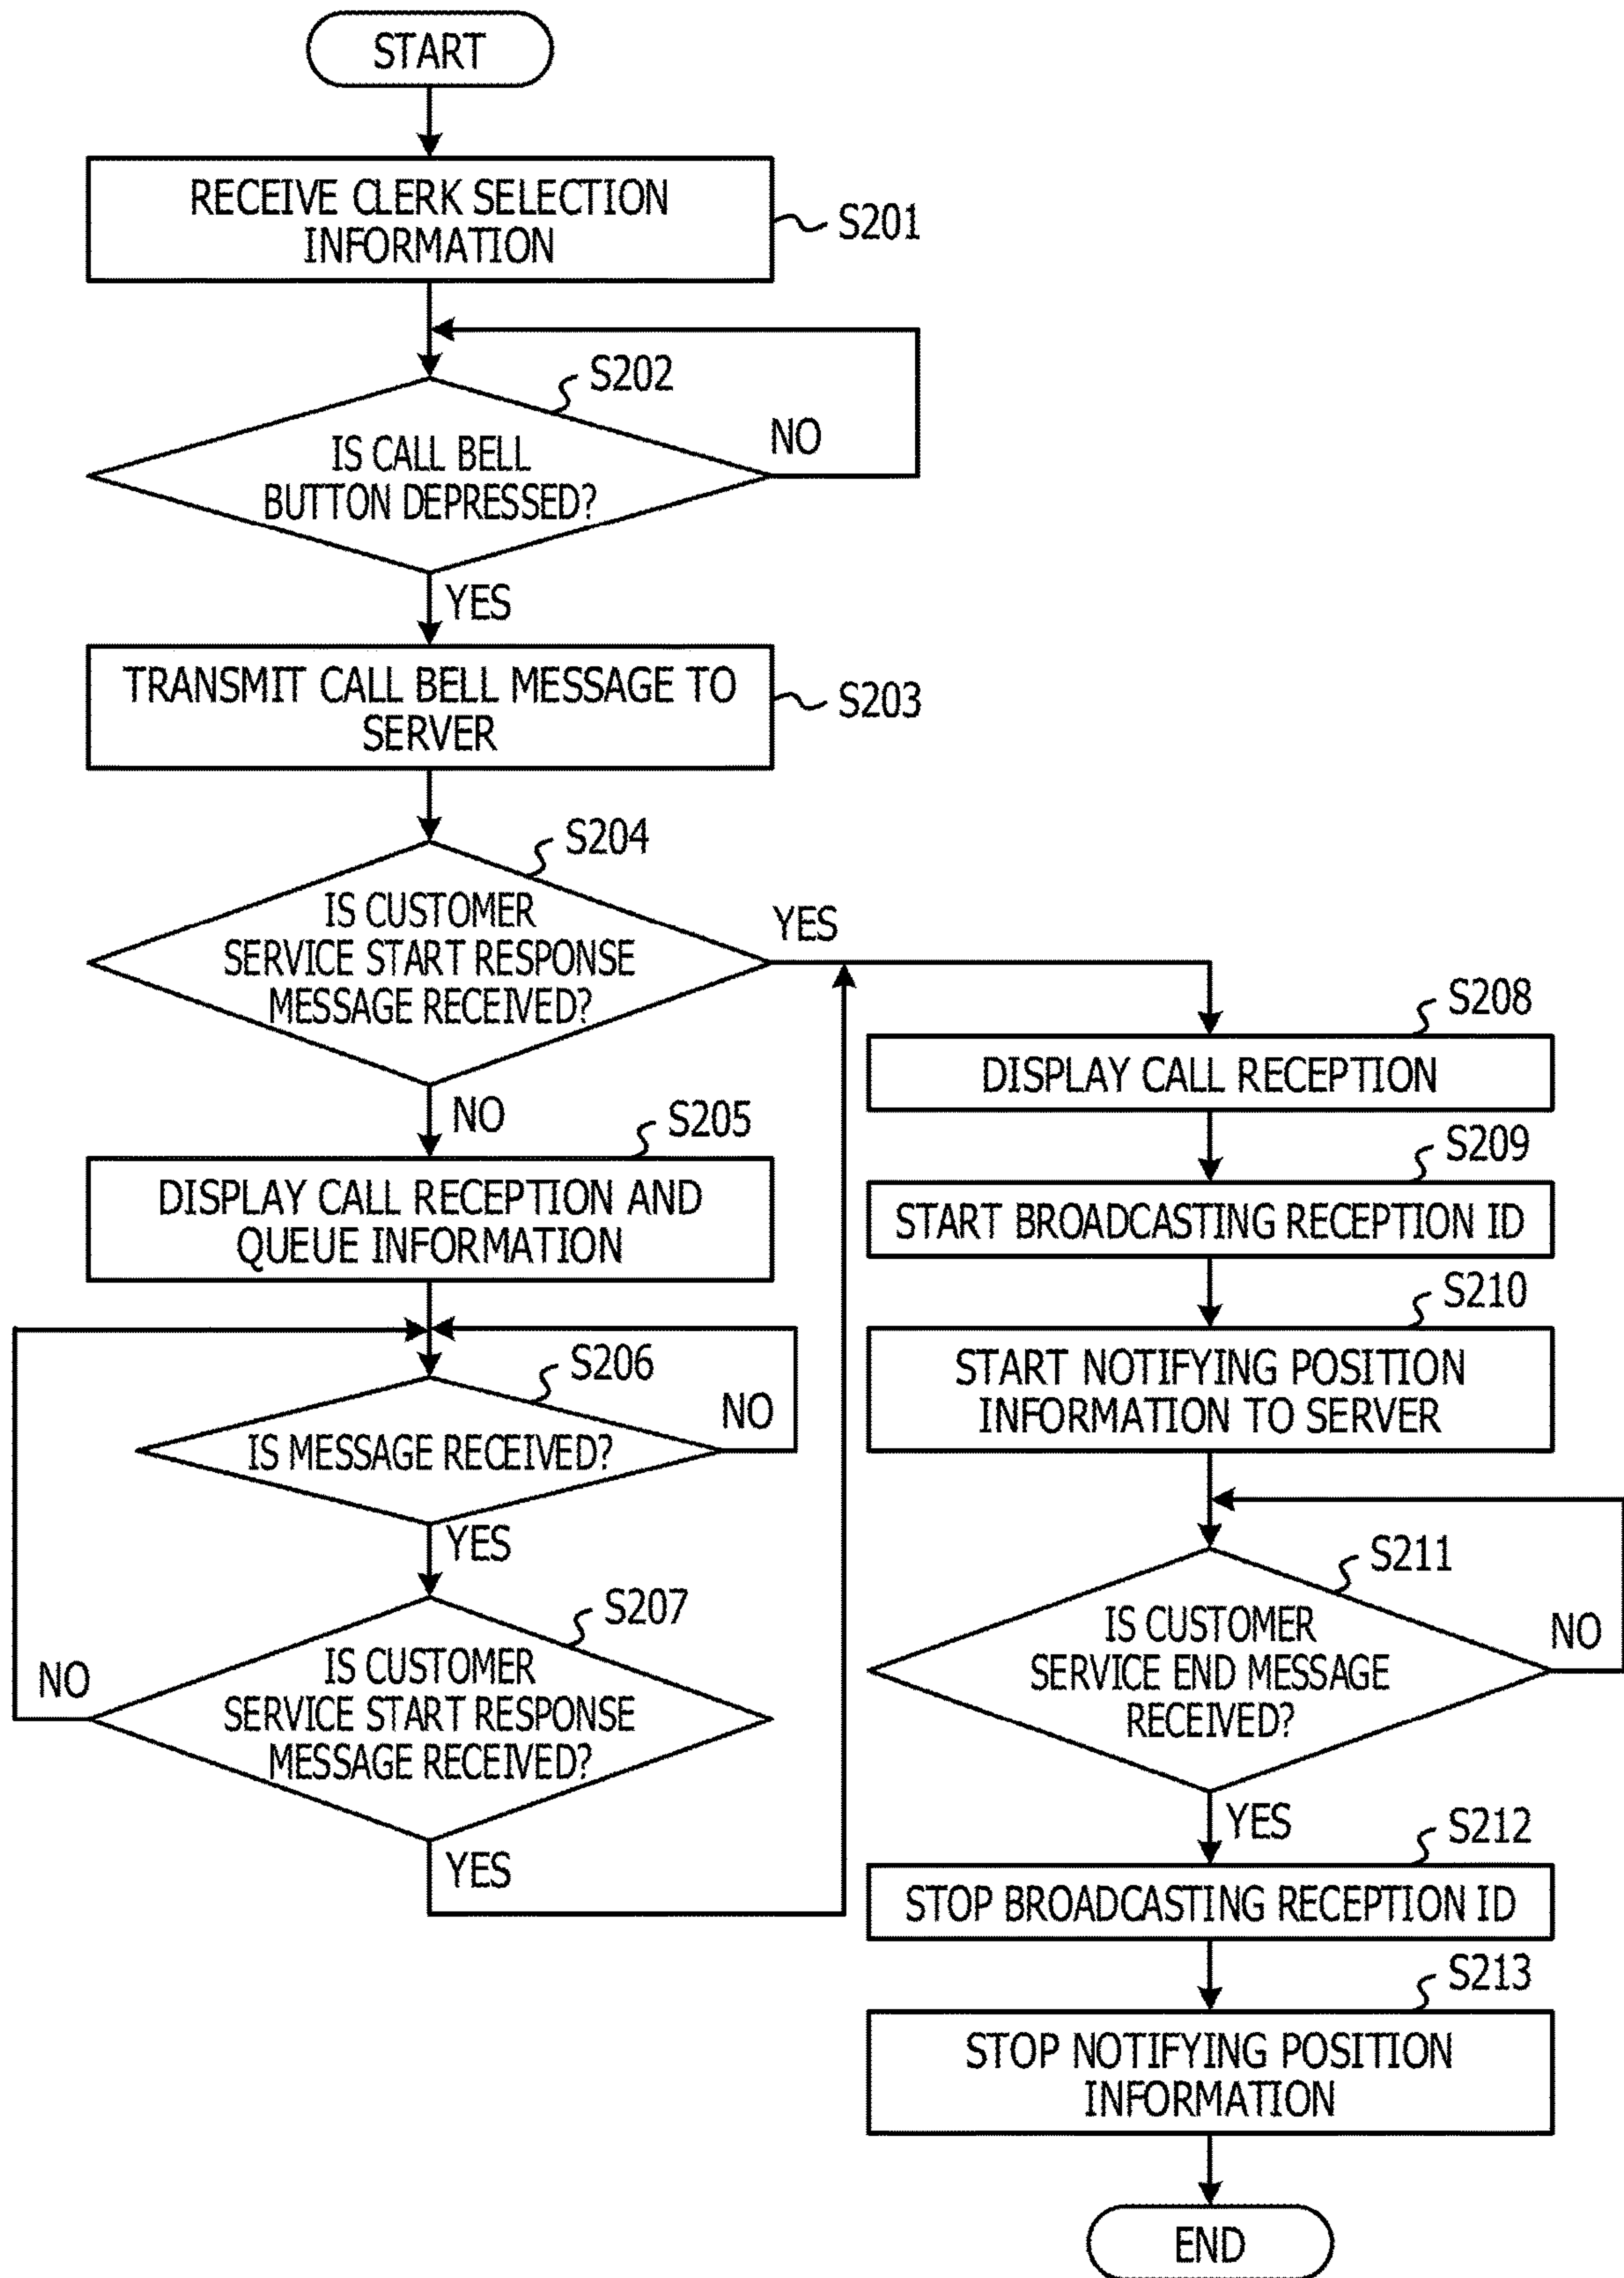 START
RECEIVE CLERK SELECTION
INFORMATION
S201
S202
IS CALL BELL
BUTTON DEPRESSED?
NO
YES
TRANSMIT CALL BELL MESSAGE TO
SERVER
S203
S204
IS CUSTOMER
SERVICE START RESPONSE
MESSAGE RECEIVED?
YES
NO
S205
DISPLAY CALL RECEPTION AND
QUEUE INFORMATION
S206
IS MESSAGE RECEIVED?
NO
YES
S207
IS CUSTOMER
SERVICE START RESPONSE
MESSAGE RECEIVED?
NO
YES
S208
DISPLAY CALL RECEPTION
S209
START BROADCASTING RECEPTION ID
S210
START NOTIFYING POSITION
INFORMATION TO SERVER
S211
IS CUSTOMER
SERVICE END MESSAGE
RECEIVED?
NO
YES
S212
STOP BROADCASTING RECEPTION ID
S213
STOP NOTIFYING POSITION
INFORMATION
END